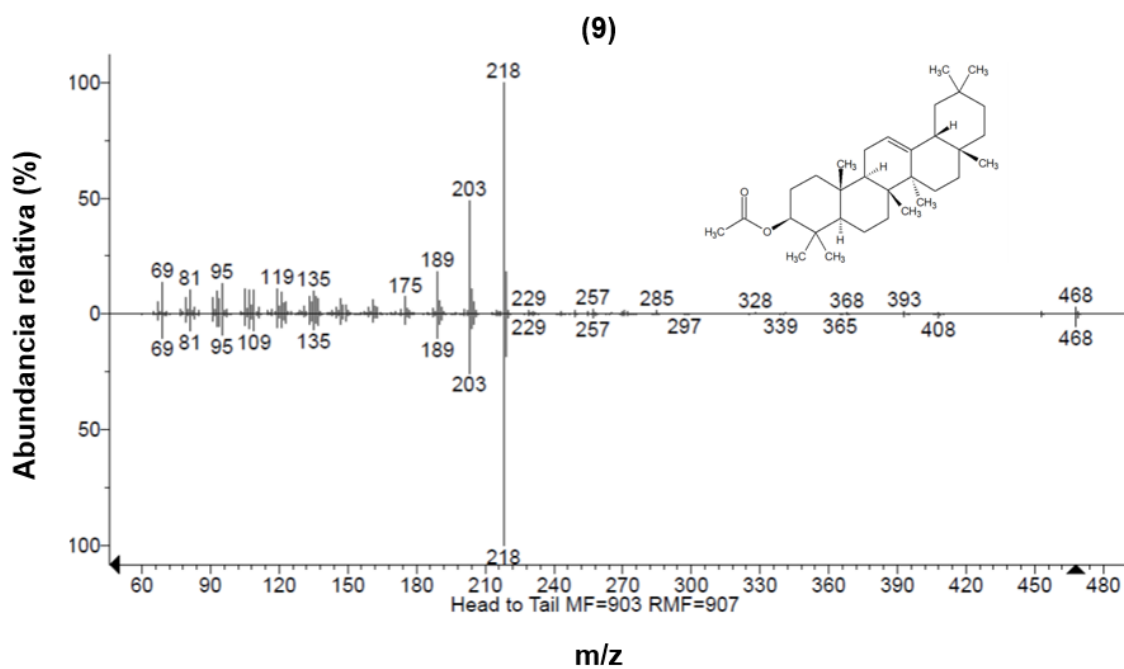 (9)
Abundancia relativa (%)
100
50
0
50
100
218
203
69
81
95
119
135
175
189
229
257
285
328
368
393
468
69
81
95
109
135
189
203
229
257
297
339
365
408
468
218
60 90 120 150 180 210 240 270 300 330 360 390 420 450 480
Head to Tail MF=903 RMF=907
m/z
H₃C
CH₃
H
CH₃
CH₃
H
O
CH₃
CH₃
H₃C
O
H
H₃C
CH₃